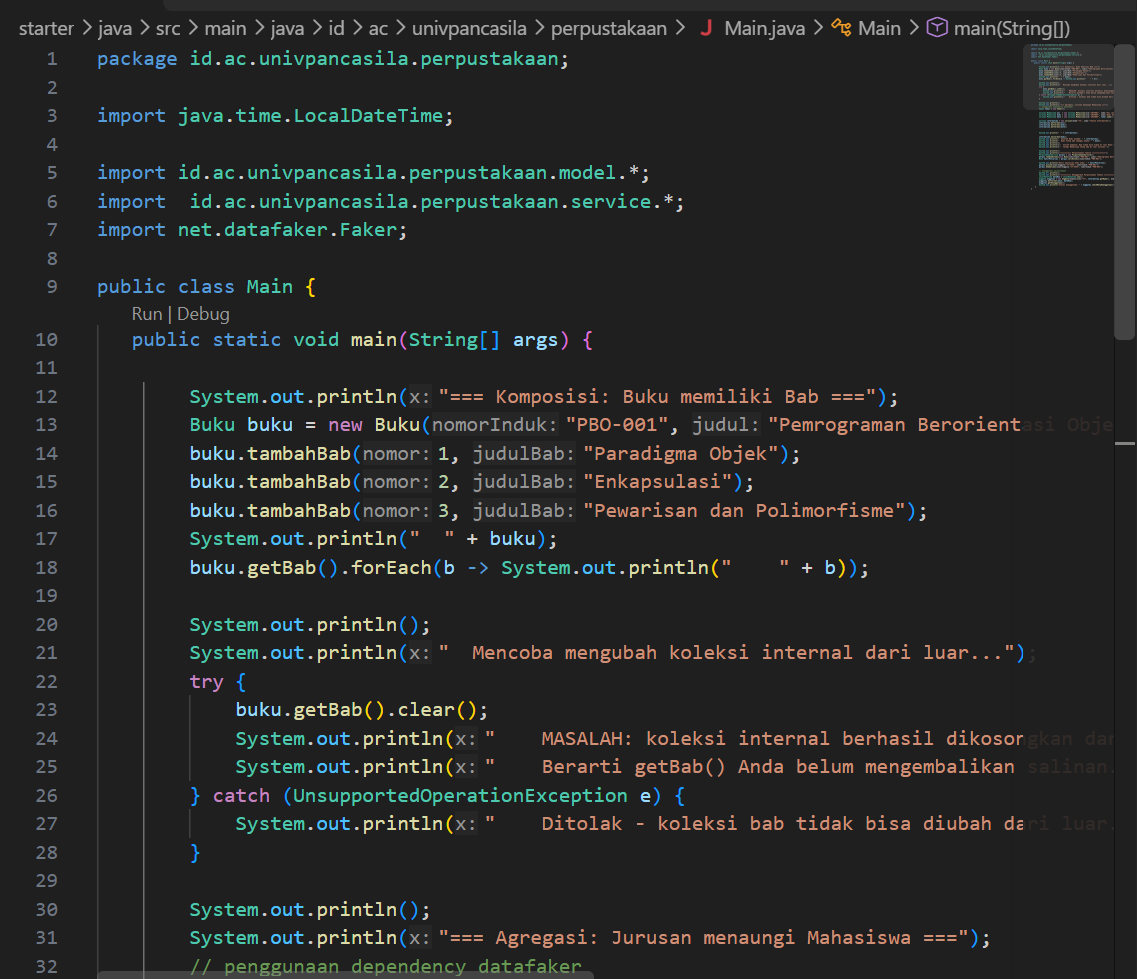 starter > java > src > main > java > id > ac > univpancasila > perpustakaan > J Main.java > Main > main(String[])
1 package id.ac.univpancasila.perpustakaan;
2
3 import java.time.LocalDateTime;
4
5 import id.ac.univpancasila.perpustakaan.model.*;
6 import  id.ac.univpancasila.perpustakaan.service.*;
7 import net.datafaker.Faker;
8
9 public class Main {
Run | Debug
10 public static void main(String[] args) {
11
12 System.out.println(x: "=== Komposisi: Buku memiliki Bab ===");
13 Buku buku = new Buku(nomorInduk: "PBO-001", judul: "Pemrograman Berorientasi Obje
14 buku.tambahBab(nomor: 1, judulBab: "Paradigma Objek");
15 buku.tambahBab(nomor: 2, judulBab: "Enkapsulasi");
16 buku.tambahBab(nomor: 3, judulBab: "Pewarisan dan Polimorfisme");
17 System.out.println("  " + buku);
18 buku.getBab().forEach(b -> System.out.println("    " + b));
19
20 System.out.println();
21 System.out.println(x: "  Mencoba mengubah koleksi internal dari luar...");
22 try {
23 buku.getBab().clear();
24 System.out.println(x: "    MASALAH: koleksi internal berhasil dikosongkan dar
25 System.out.println(x: "    Berarti getBab() Anda belum mengembalikan salinan.
26 } catch (UnsupportedOperationException e) {
27 System.out.println(x: "    Ditolak - koleksi bab tidak bisa diubah dari luar.
28 }
29
30 System.out.println();
31 System.out.println(x: "=== Agregasi: Jurusan menaungi Mahasiswa ===");
32 // penggunaan dependency datafaker